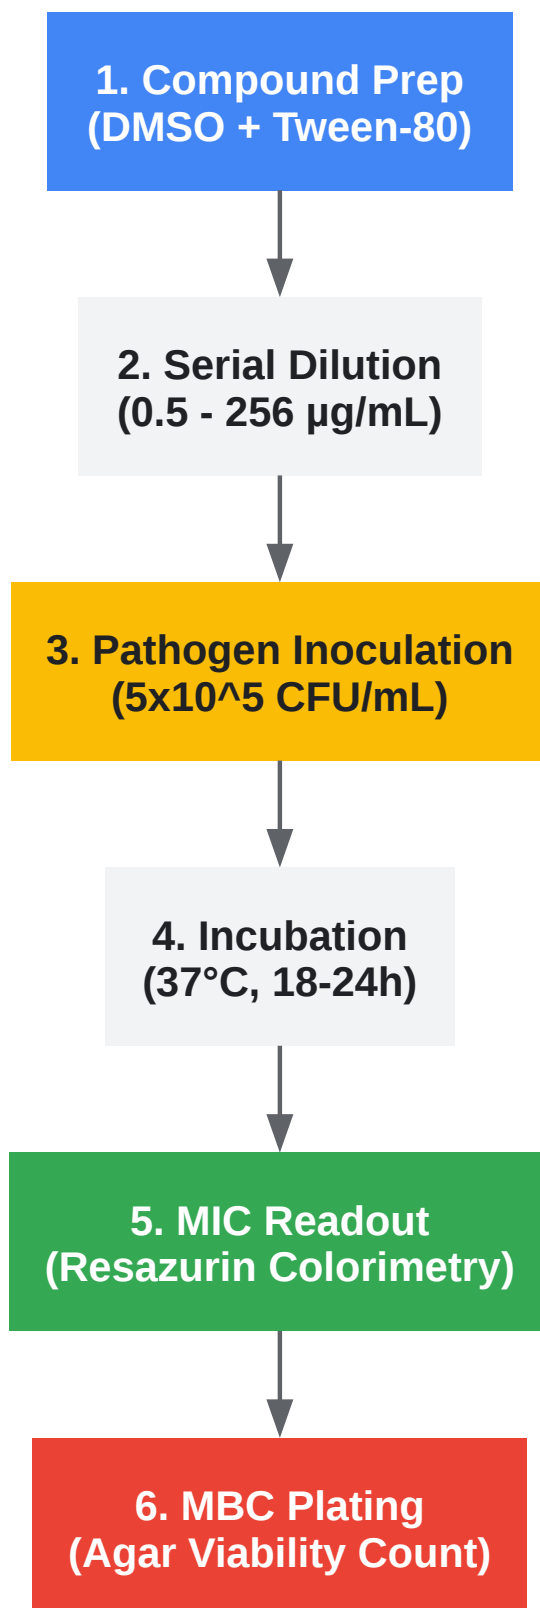 1. Compound Prep
(DMSO + Tween-80)
2. Serial Dilution
(0.5 - 256 µg/mL)
3. Pathogen Inoculation
(5x10^5 CFU/mL)
4. Incubation
(37°C, 18-24h)
5. MIC Readout
(Resazurin Colorimetry)
6. MBC Plating
(Agar Viability Count)